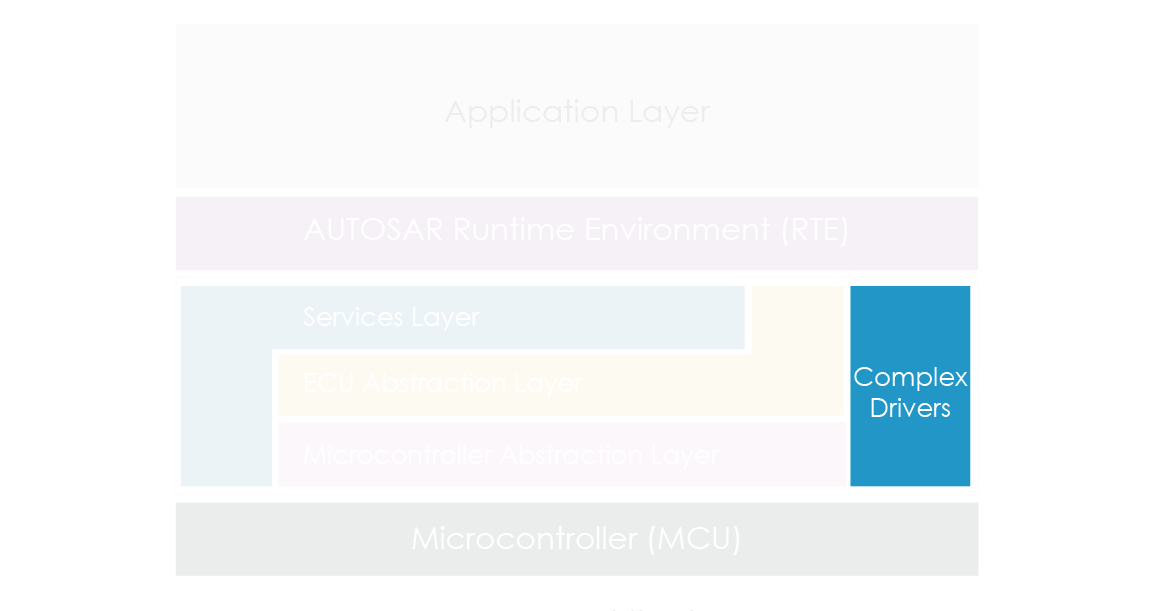 Application Layer
AUTOSAR Runtime Environment (RTE)
Services Layer
ECU Abstraction Layer
Microcontroller Abstraction Layer
Complex
Drivers
Microcontroller (MCU)